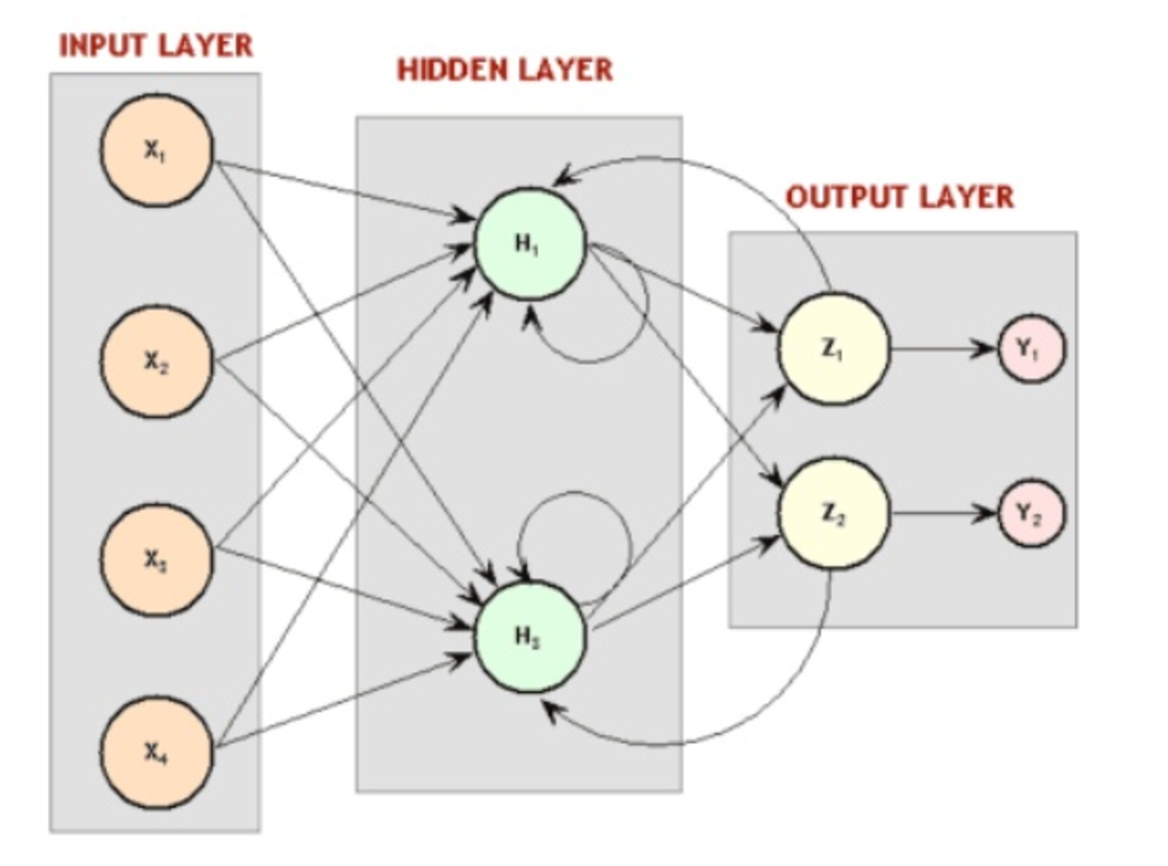 INPUT LAYER
HIDDEN LAYER
OUTPUT LAYER
X₁
X₂
X₃
X₄
H₁
H₂
Z₁
Z₂
Y₁
Y₂